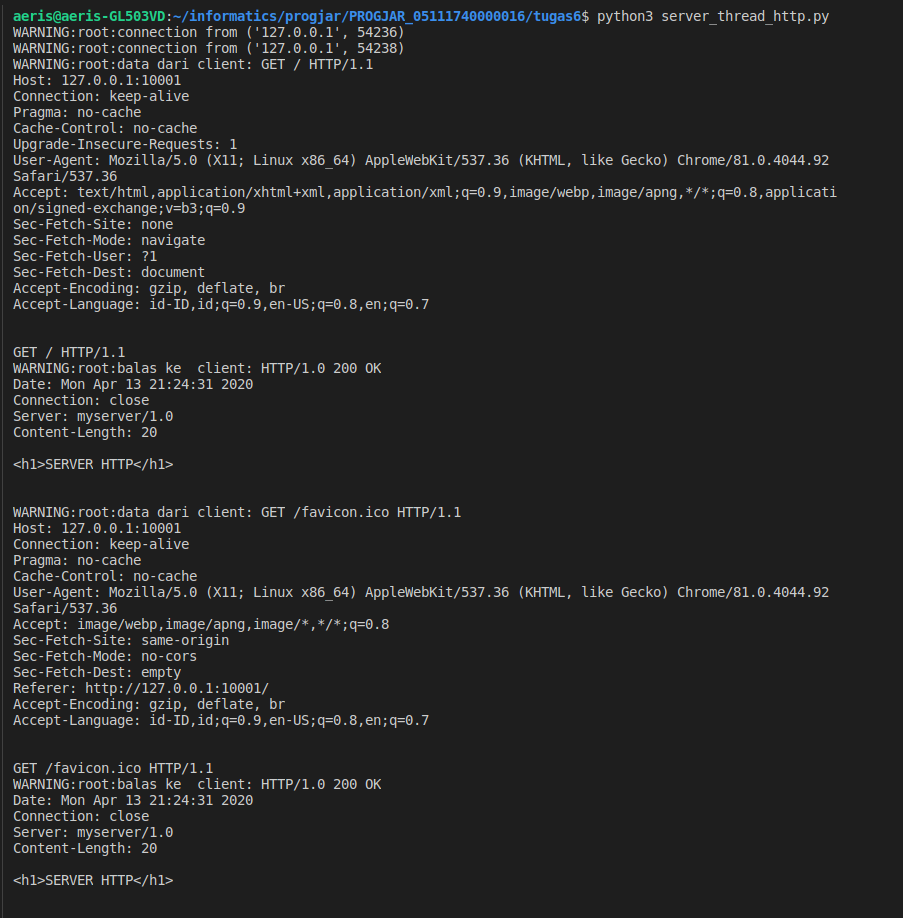 aeris@aeris-GL503VD:~/informatics/progjar/PROGJAR_05111740000016/tugas6$ python3 server_thread_http.py
WARNING:root:connection from ('127.0.0.1', 54236)
WARNING:root:connection from ('127.0.0.1', 54238)
WARNING:root:data dari client: GET / HTTP/1.1
Host: 127.0.0.1:10001
Connection: keep-alive
Pragma: no-cache
Cache-Control: no-cache
Upgrade-Insecure-Requests: 1
User-Agent: Mozilla/5.0 (X11; Linux x86_64) AppleWebKit/537.36 (KHTML, like Gecko) Chrome/81.0.4044.92
Safari/537.36
Accept: text/html,application/xhtml+xml,application/xml;q=0.9,image/webp,image/apng,*/*;q=0.8,applicati
on/signed-exchange;v=b3;q=0.9
Sec-Fetch-Site: none
Sec-Fetch-Mode: navigate
Sec-Fetch-User: ?1
Sec-Fetch-Dest: document
Accept-Encoding: gzip, deflate, br
Accept-Language: id-ID,id;q=0.9,en-US;q=0.8,en;q=0.7
GET / HTTP/1.1
WARNING:root:balas ke  client: HTTP/1.0 200 OK
Date: Mon Apr 13 21:24:31 2020
Connection: close
Server: myserver/1.0
Content-Length: 20
<h1>SERVER HTTP</h1>
WARNING:root:data dari client: GET /favicon.ico HTTP/1.1
Host: 127.0.0.1:10001
Connection: keep-alive
Pragma: no-cache
Cache-Control: no-cache
User-Agent: Mozilla/5.0 (X11; Linux x86_64) AppleWebKit/537.36 (KHTML, like Gecko) Chrome/81.0.4044.92
Safari/537.36
Accept: image/webp,image/apng,image/*,*/*;q=0.8
Sec-Fetch-Site: same-origin
Sec-Fetch-Mode: no-cors
Sec-Fetch-Dest: empty
Referer: http://127.0.0.1:10001/
Accept-Encoding: gzip, deflate, br
Accept-Language: id-ID,id;q=0.9,en-US;q=0.8,en;q=0.7
GET /favicon.ico HTTP/1.1
WARNING:root:balas ke  client: HTTP/1.0 200 OK
Date: Mon Apr 13 21:24:31 2020
Connection: close
Server: myserver/1.0
Content-Length: 20
<h1>SERVER HTTP</h1>